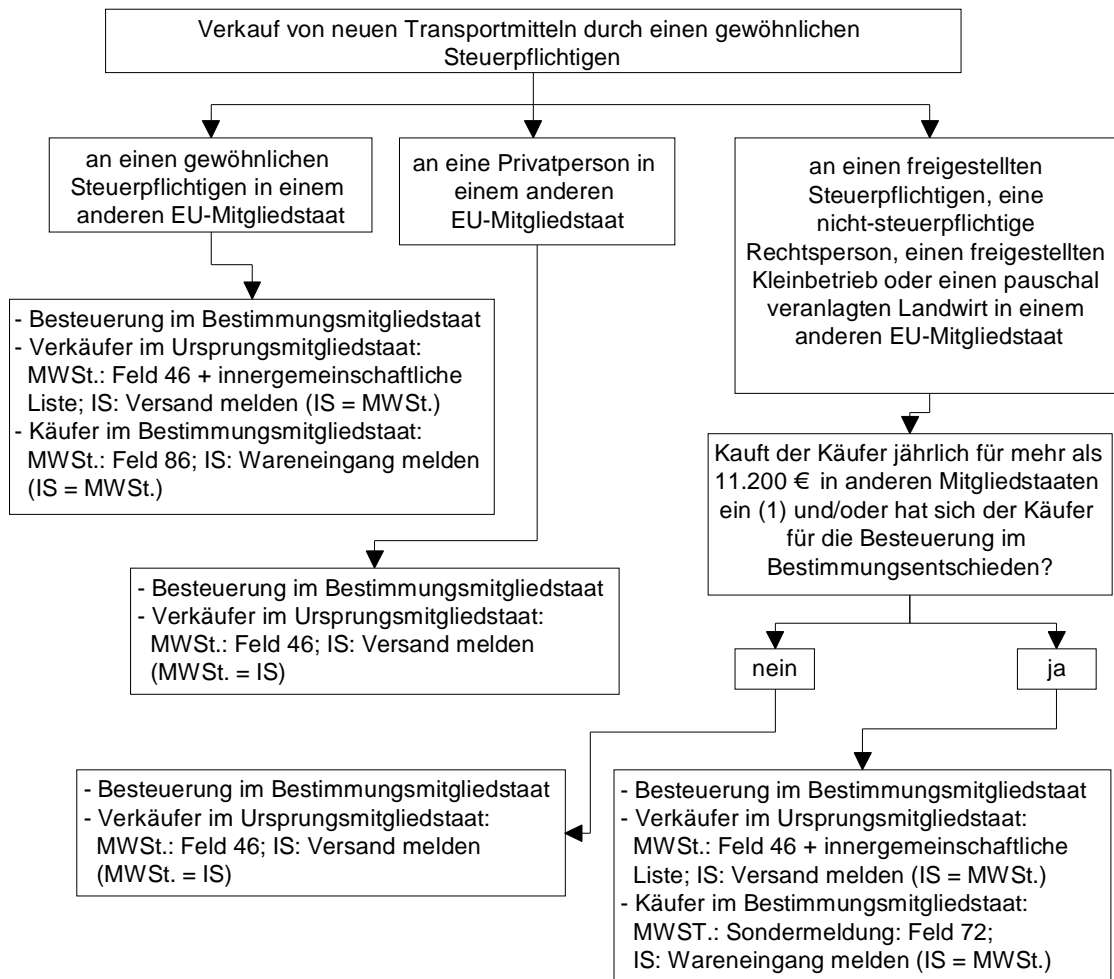 Verkauf von neuen Transportmitteln durch einen gewöhnlichen
Steuerpflichtigen
an einen gewöhnlichen
Steuerpflichtigen in einem
anderen EU-Mitgliedstaat
an eine Privatperson in
einem anderen
EU-Mitgliedstaat
an einen freigestellten
Steuerpflichtigen, eine
nicht-steuerpflichtige
Rechtsperson, einen freigestellten
Kleinbetrieb oder einen pauschal
veranlagten Landwirt in einem
anderen EU-Mitgliedstaat
- Besteuerung im Bestimmungsmitgliedstaat
- Verkäufer im Ursprungsmitgliedstaat:
MWSt.: Feld 46 + innergemeinschaftliche
Liste; IS: Versand melden (IS = MWSt.)
- Käufer im Bestimmungsmitgliedstaat:
MWSt.: Feld 86; IS: Wareneingang melden
(IS = MWSt.)
Kauft der Käufer jährlich für mehr als
11.200 € in anderen Mitgliedstaaten
ein (1) und/oder hat sich der Käufer
für die Besteuerung im
Bestimmungsentschieden?
- Besteuerung im Bestimmungsmitgliedstaat
- Verkäufer im Ursprungsmitgliedstaat:
MWSt.: Feld 46; IS: Versand melden
(MWSt. = IS)
nein
ja
- Besteuerung im Bestimmungsmitgliedstaat
- Verkäufer im Ursprungsmitgliedstaat:
MWSt.: Feld 46; IS: Versand melden
(MWSt. = IS)
- Besteuerung im Bestimmungsmitgliedstaat
- Verkäufer im Ursprungsmitgliedstaat:
MWSt.: Feld 46 + innergemeinschaftliche
Liste; IS: Versand melden (IS = MWSt.)
- Käufer im Bestimmungsmitgliedstaat:
MWST.: Sondermeldung: Feld 72;
IS: Wareneingang melden (IS = MWSt.)